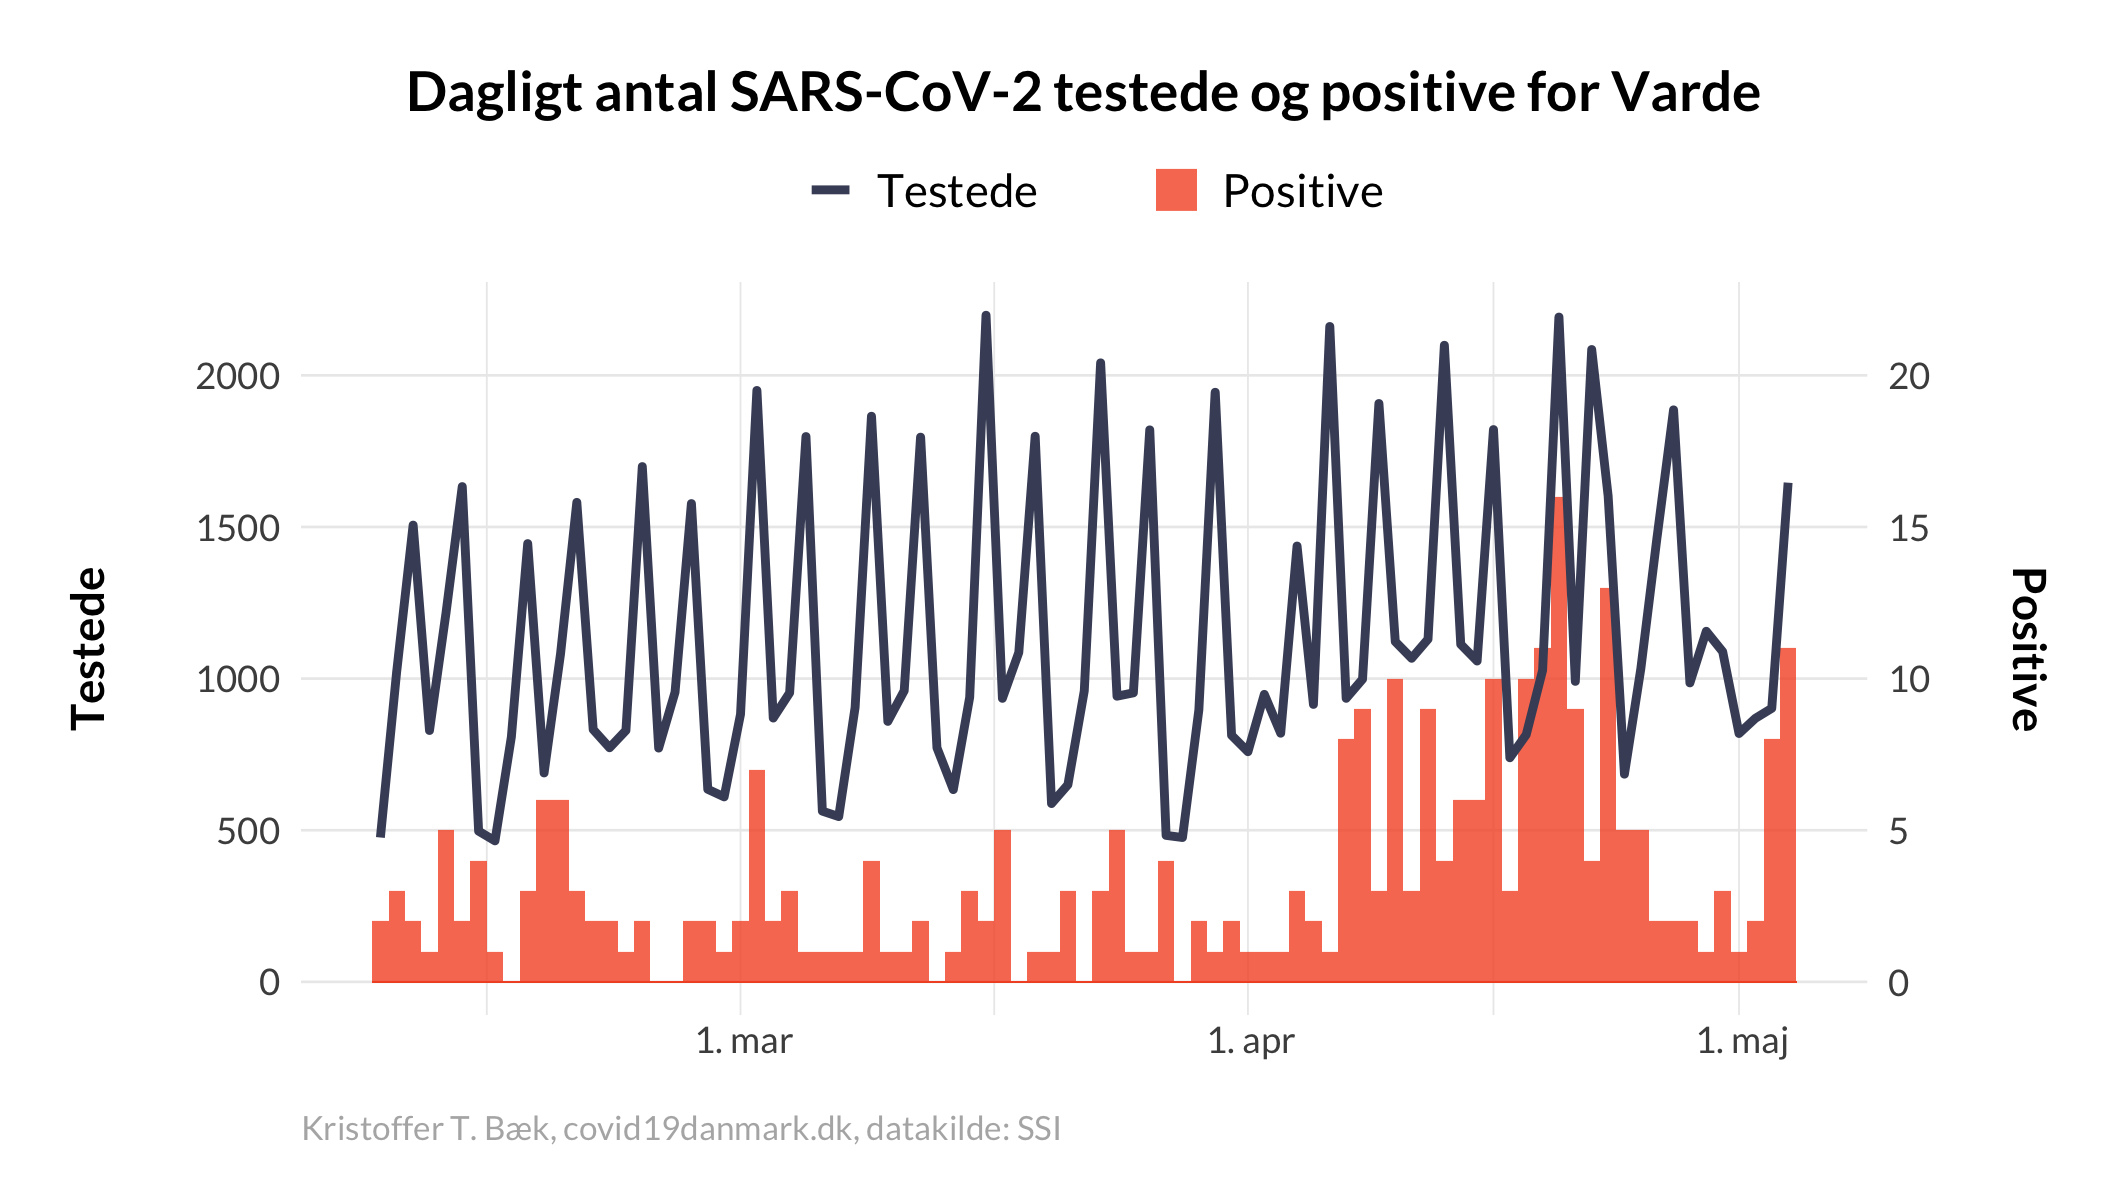 Dagligt antal SARS-CoV-2 testede og positive for Varde
Testede
Positive
2000
1500
1000
500
0
20
15
10
5
0
Testede
Positive
1. mar
1. apr
1. maj
Kristoffer T. Bæk, covid19danmark.dk, datakilde: SSI